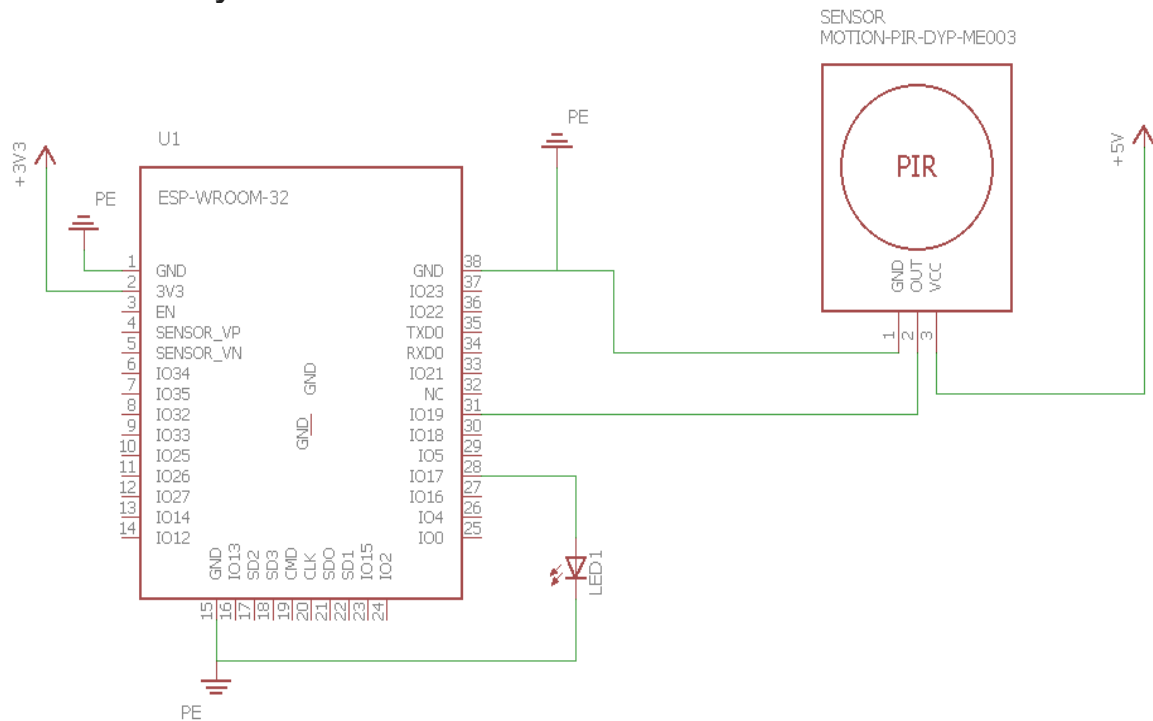 SENSOR
MOTION-PIR-DYP-ME003
PE
U1
+3V3
+5V
PIR
ESP-WROOM-32
PE
1 GND
2 3V3
3 EN
4 SENSOR_VP
5 SENSOR_VN
6 IO34
7 IO35
8 IO32
9 IO33
10 IO25
11 IO26
12 IO27
13 IO14
14 IO12
GND
GND
GND 38
IO23 37
IO22 36
TXD0 35
RXD0 34
IO21 33
NC 32
IO19 31
IO18 30
IO5 29
IO17 28
IO16 27
IO4 26
IO0 25
GND OUT VCC
1 2 3
GND IO13 SD2 SD3 CMD CLK SDO SD1 IO15 IO2
15 16 17 18 19 20 21 22 23 24
LED1
PE